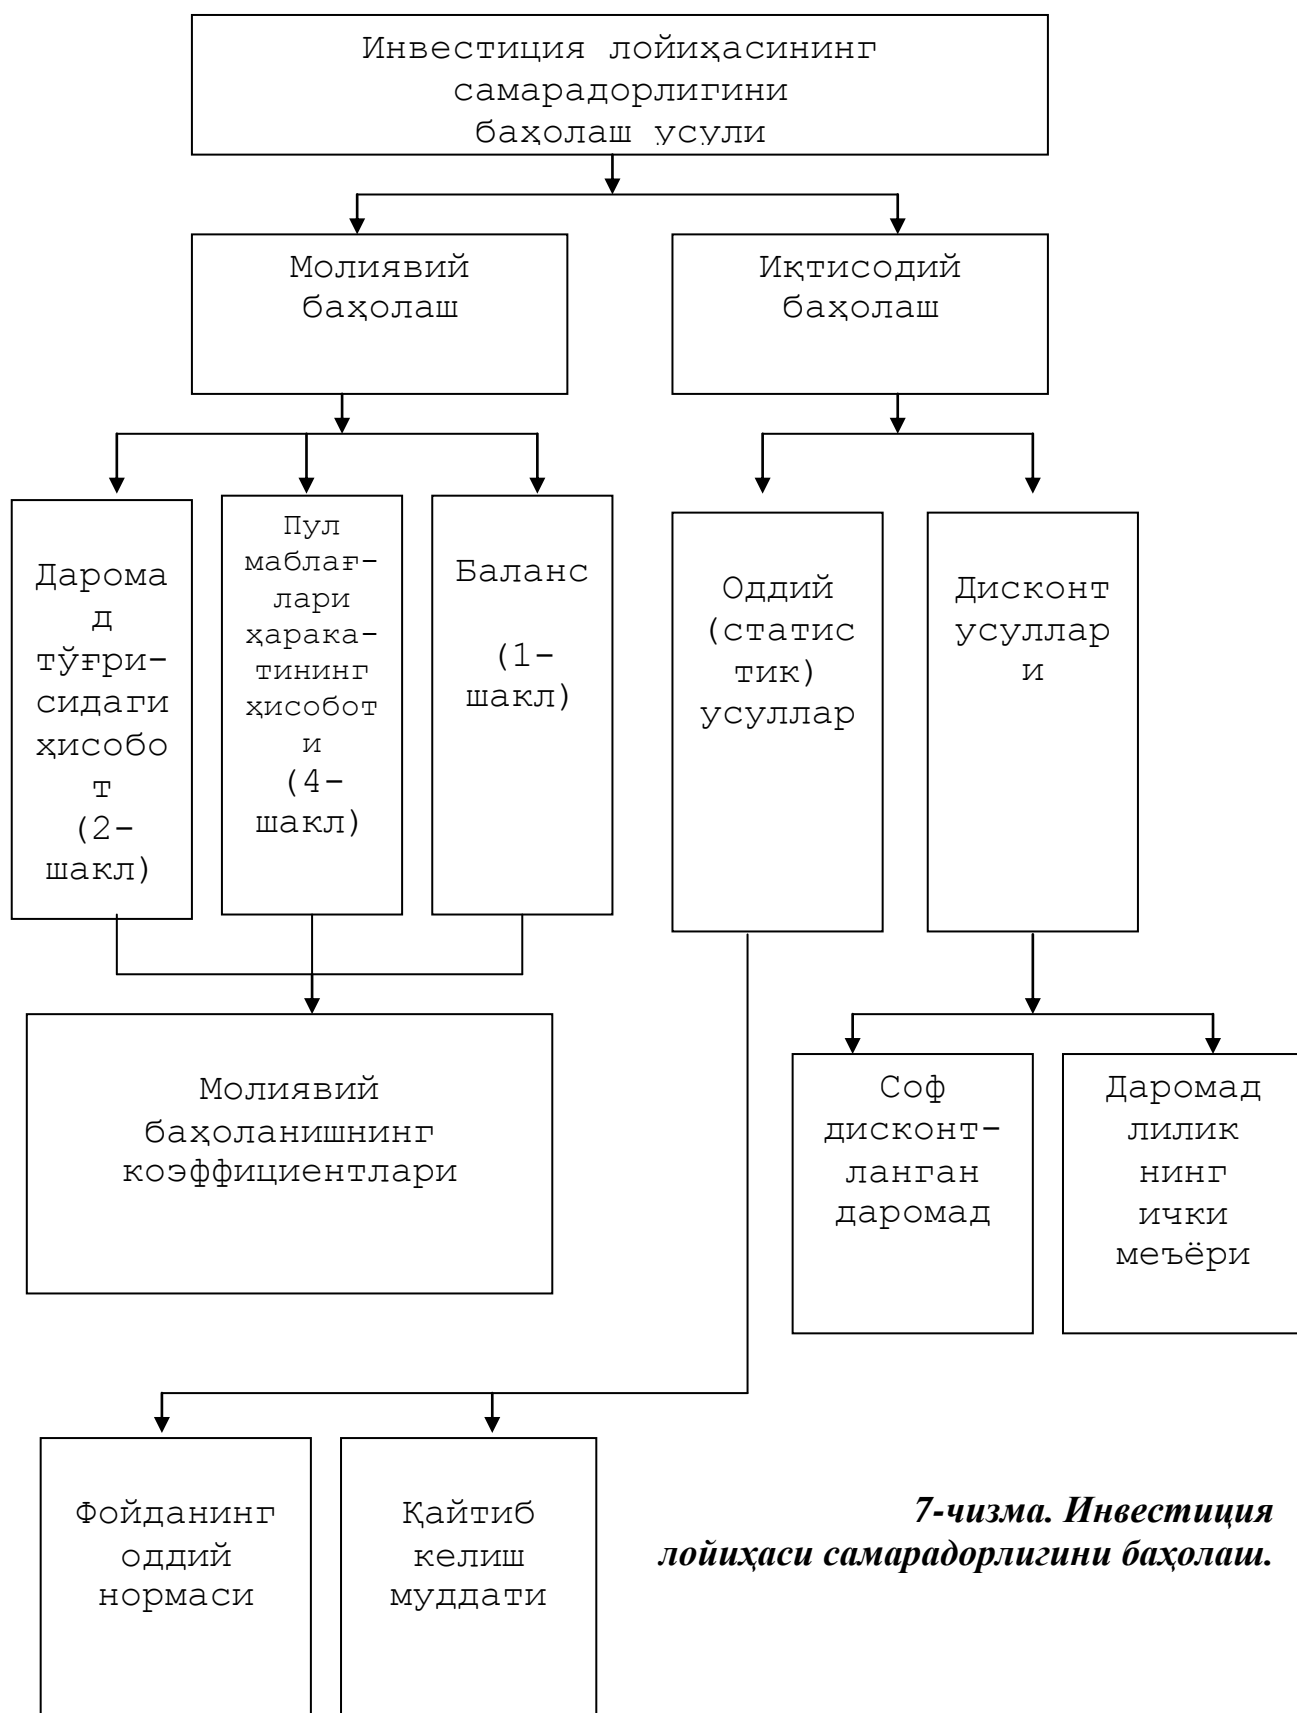 Инвестиция лойиҳасининг
самарадорлигини
баҳолаш усули
Молиявий
баҳолаш
Иқтисодий
баҳолаш
Дарома
д
тўғри-
сидаги
ҳисобо
т
(2-
шакл)
Пул
маблағ-
лари
ҳарака-
тининг
ҳисобот
и
(4-
шакл)
Баланс
(1-
шакл)
Оддий
(статис
тик)
усуллар
Дисконт
усуллар
и
Молиявий
баҳоланишнинг
коэффициентлари
Соф
дисконт-
ланган
даромад
Даромад
лилик
нинг
ички
меъёри
Фойданинг
оддий
нормаси
Қайтиб
келиш
муддати
7-чизма. Инвестиция
лойиҳаси самарадорлигини баҳолаш.